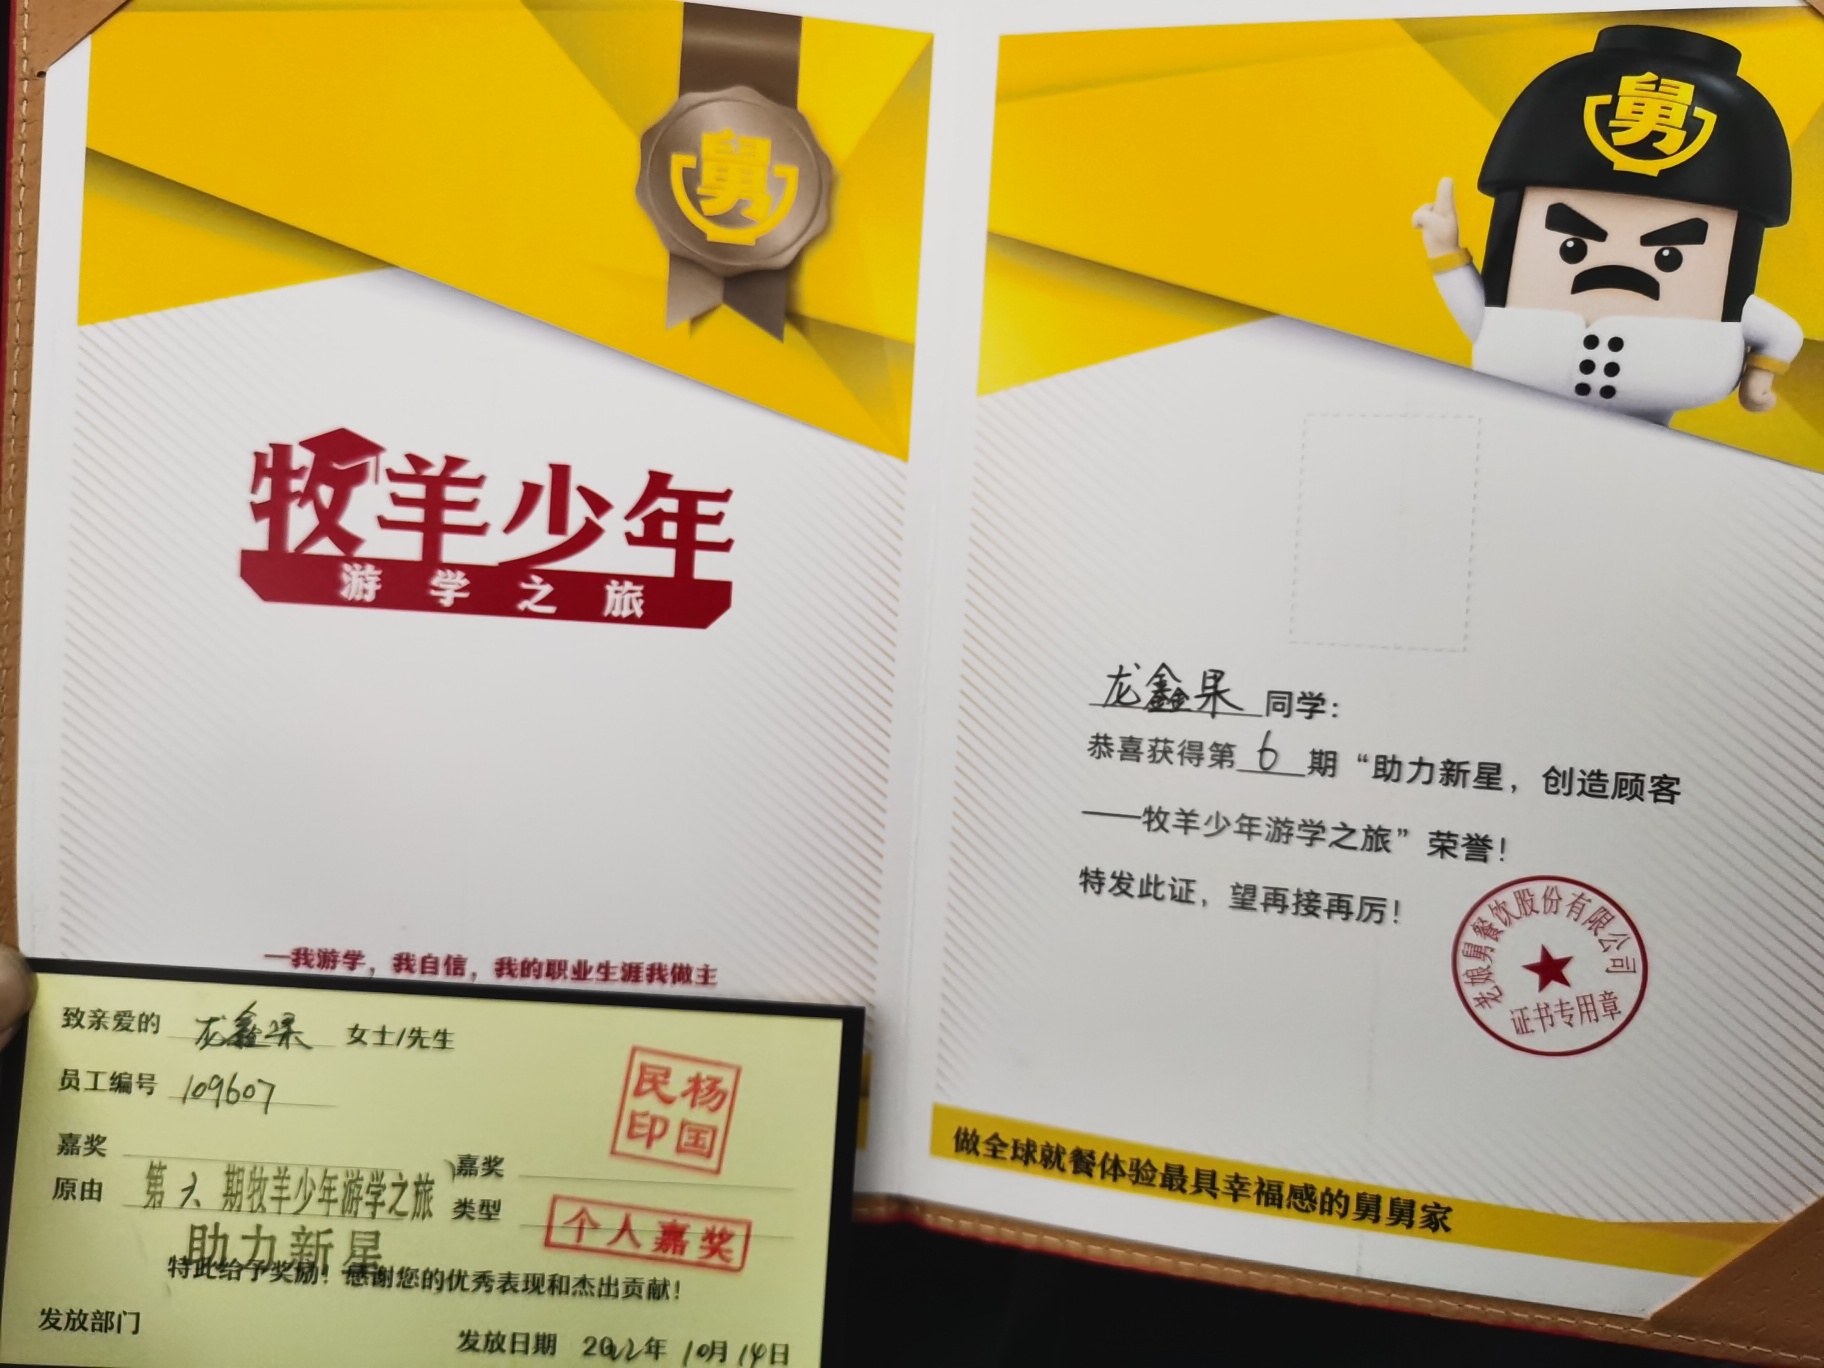 舅
牧羊少年
游学之旅
—我游学，我自信，我的职业生涯我做主
舅
龙鑫果 同学：
恭喜获得第 6 期“助力新星，创造顾客
——牧羊少年游学之旅”荣誉！
特发此证，望再接再厉！
老娘舅餐饮股份有限公司
证书专用章
做全球就餐体验最具幸福感的舅舅家
致亲爱的 龙鑫果 女士/先生
员工编号 109607
杨国民印
嘉奖原由 第六期牧羊少年游学之旅
助力新星
嘉奖类型 个人嘉奖
特此给予奖励！感谢您的优秀表现和杰出贡献！
发放部门
发放日期 2022年10月14日